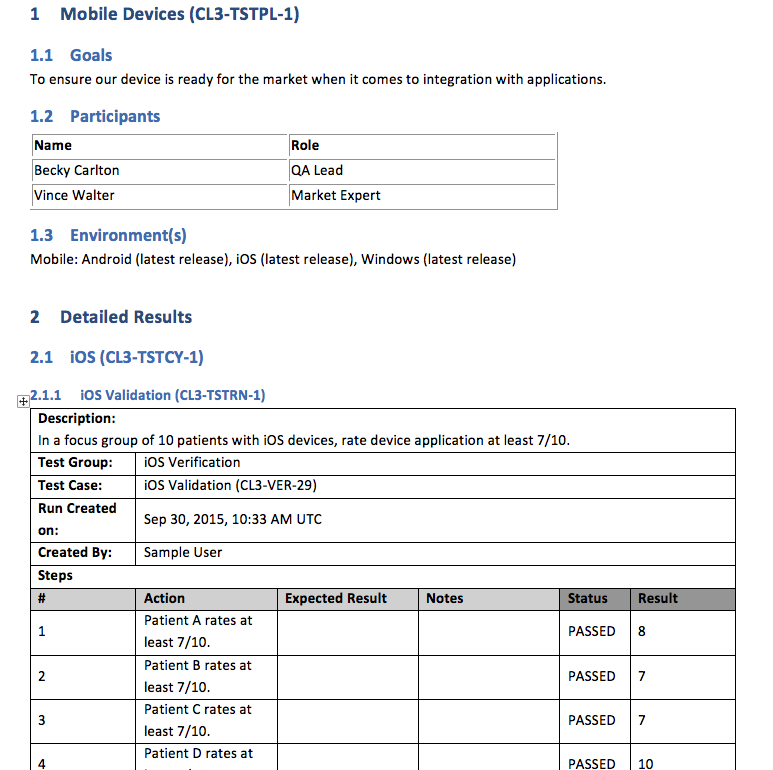 1 Mobile Devices (CL3-TSTPL-1)
1.1 Goals
To ensure our device is ready for the market when it comes to integration with applications.
1.2 Participants
Name Role
Becky Carlton QA Lead
Vince Walter Market Expert
1.3 Environment(s)
Mobile: Android (latest release), iOS (latest release), Windows (latest release)
2 Detailed Results
2.1 iOS (CL3-TSTCY-1)
2.1.1 iOS Validation (CL3-TSTRN-1)
Description:
In a focus group of 10 patients with iOS devices, rate device application at least 7/10.
Test Group: iOS Verification
Test Case: iOS Validation (CL3-VER-29)
Run Created
on: Sep 30, 2015, 10:33 AM UTC
Created By: Sample User
Steps
# Action Expected Result Notes Status Result
1 Patient A rates at
least 7/10. PASSED 8
2 Patient B rates at
least 7/10. PASSED 7
3 Patient C rates at
least 7/10. PASSED 7
4 Patient D rates at
PASSED 10